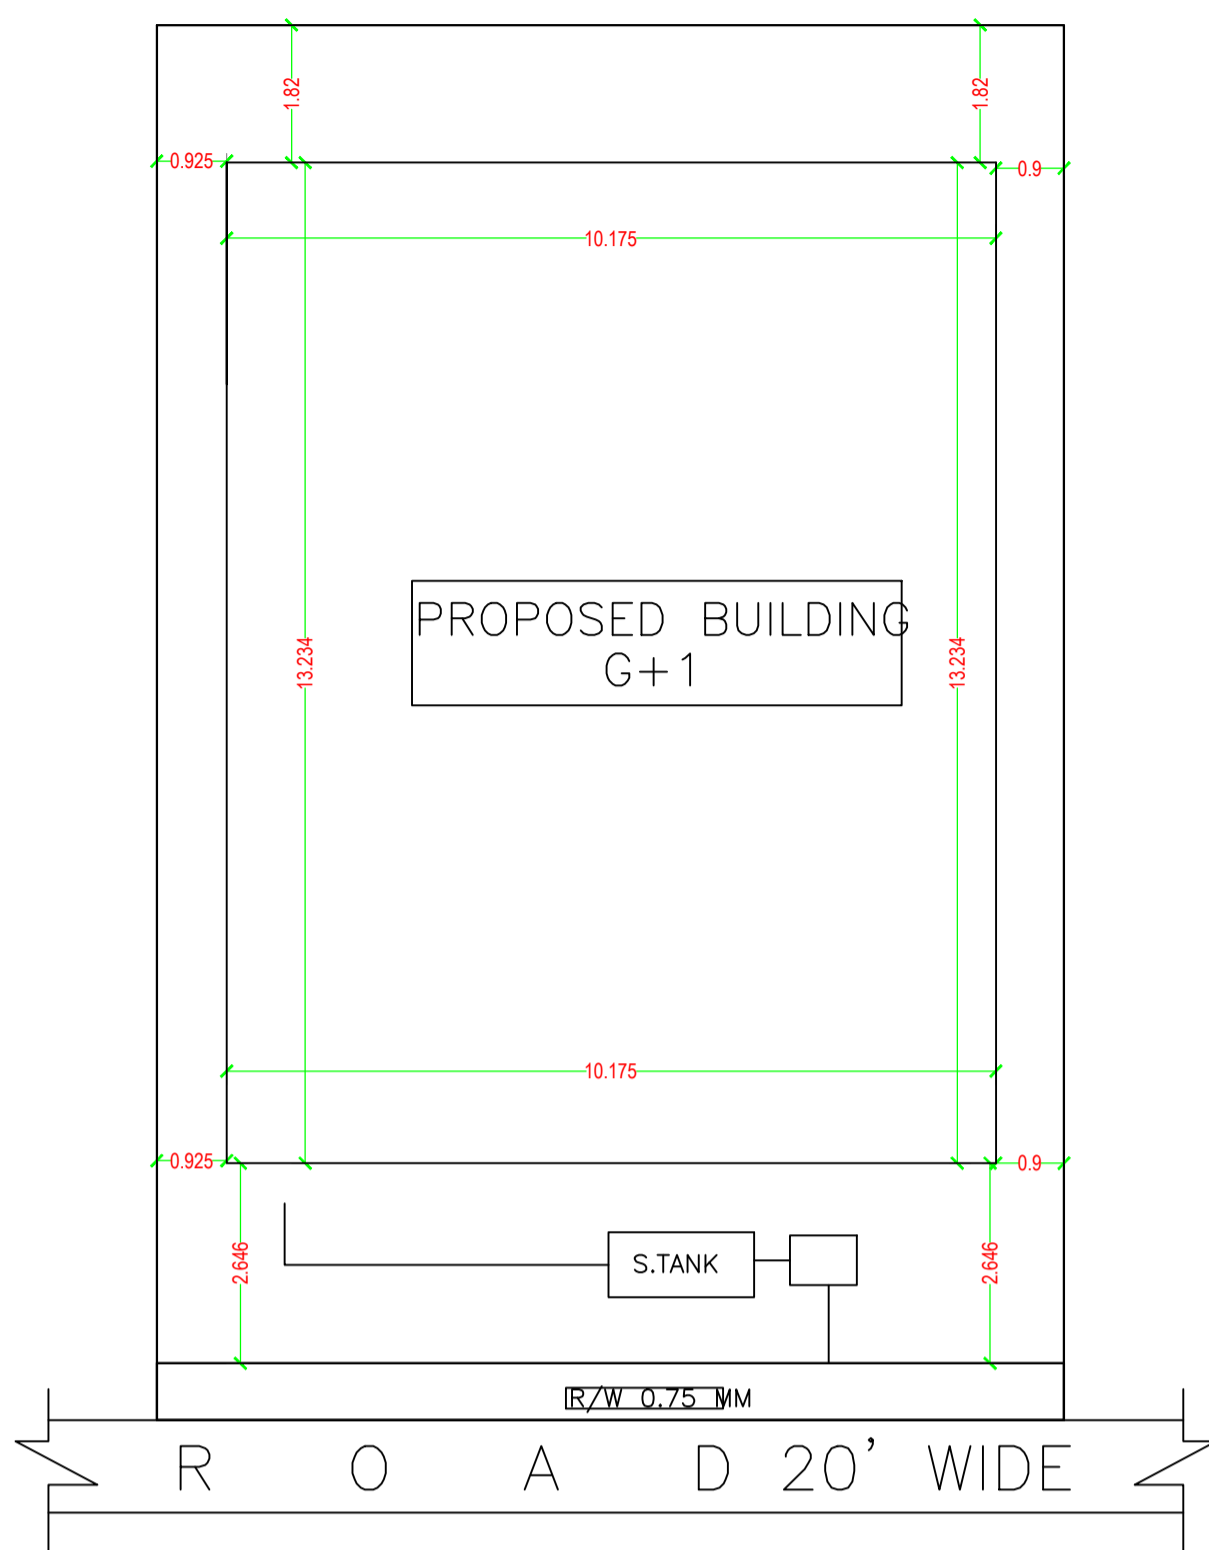 1.82
1.82
0.925
0.9
10.175
PROPOSED BUILDING
G+1
13.234
13.234
10.175
0.925
0.9
2.646
S.TANK
2.646
R/W 0.75 MM
R O A D 20' WIDE